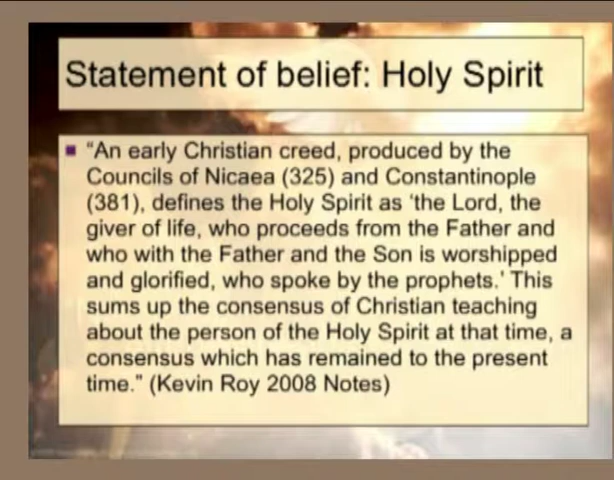 Statement of belief: Holy Spirit
"An early Christian creed, produced by the
Councils of Nicaea (325) and Constantinople
(381), defines the Holy Spirit as 'the Lord, the
giver of life, who proceeds from the Father and
who with the Father and the Son is worshipped
and glorified, who spoke by the prophets.' This
sums up the consensus of Christian teaching
about the person of the Holy Spirit at that time, a
consensus which has remained to the present
time." (Kevin Roy 2008 Notes)